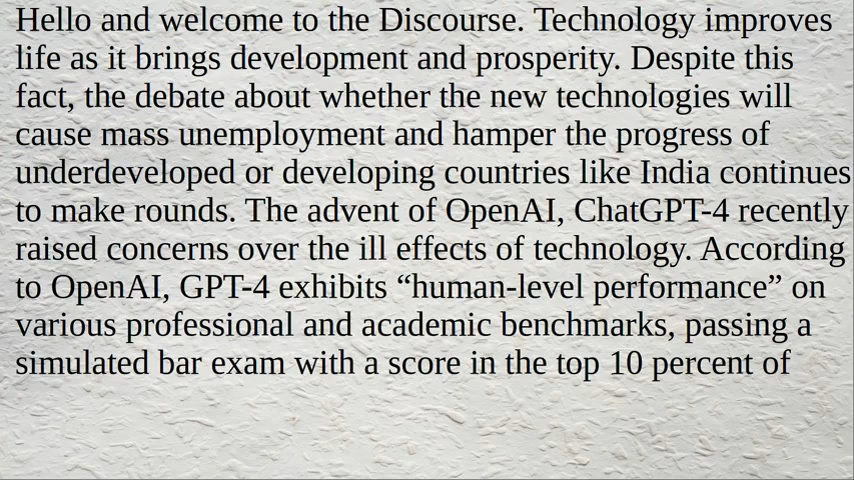 Hello and welcome to the Discourse. Technology improves
life as it brings development and prosperity. Despite this
fact, the debate about whether the new technologies will
cause mass unemployment and hamper the progress of
underdeveloped or developing countries like India continues
to make rounds. The advent of OpenAI, ChatGPT-4 recently
raised concerns over the ill effects of technology. According
to OpenAI, GPT-4 exhibits “human-level performance” on
various professional and academic benchmarks, passing a
simulated bar exam with a score in the top 10 percent of